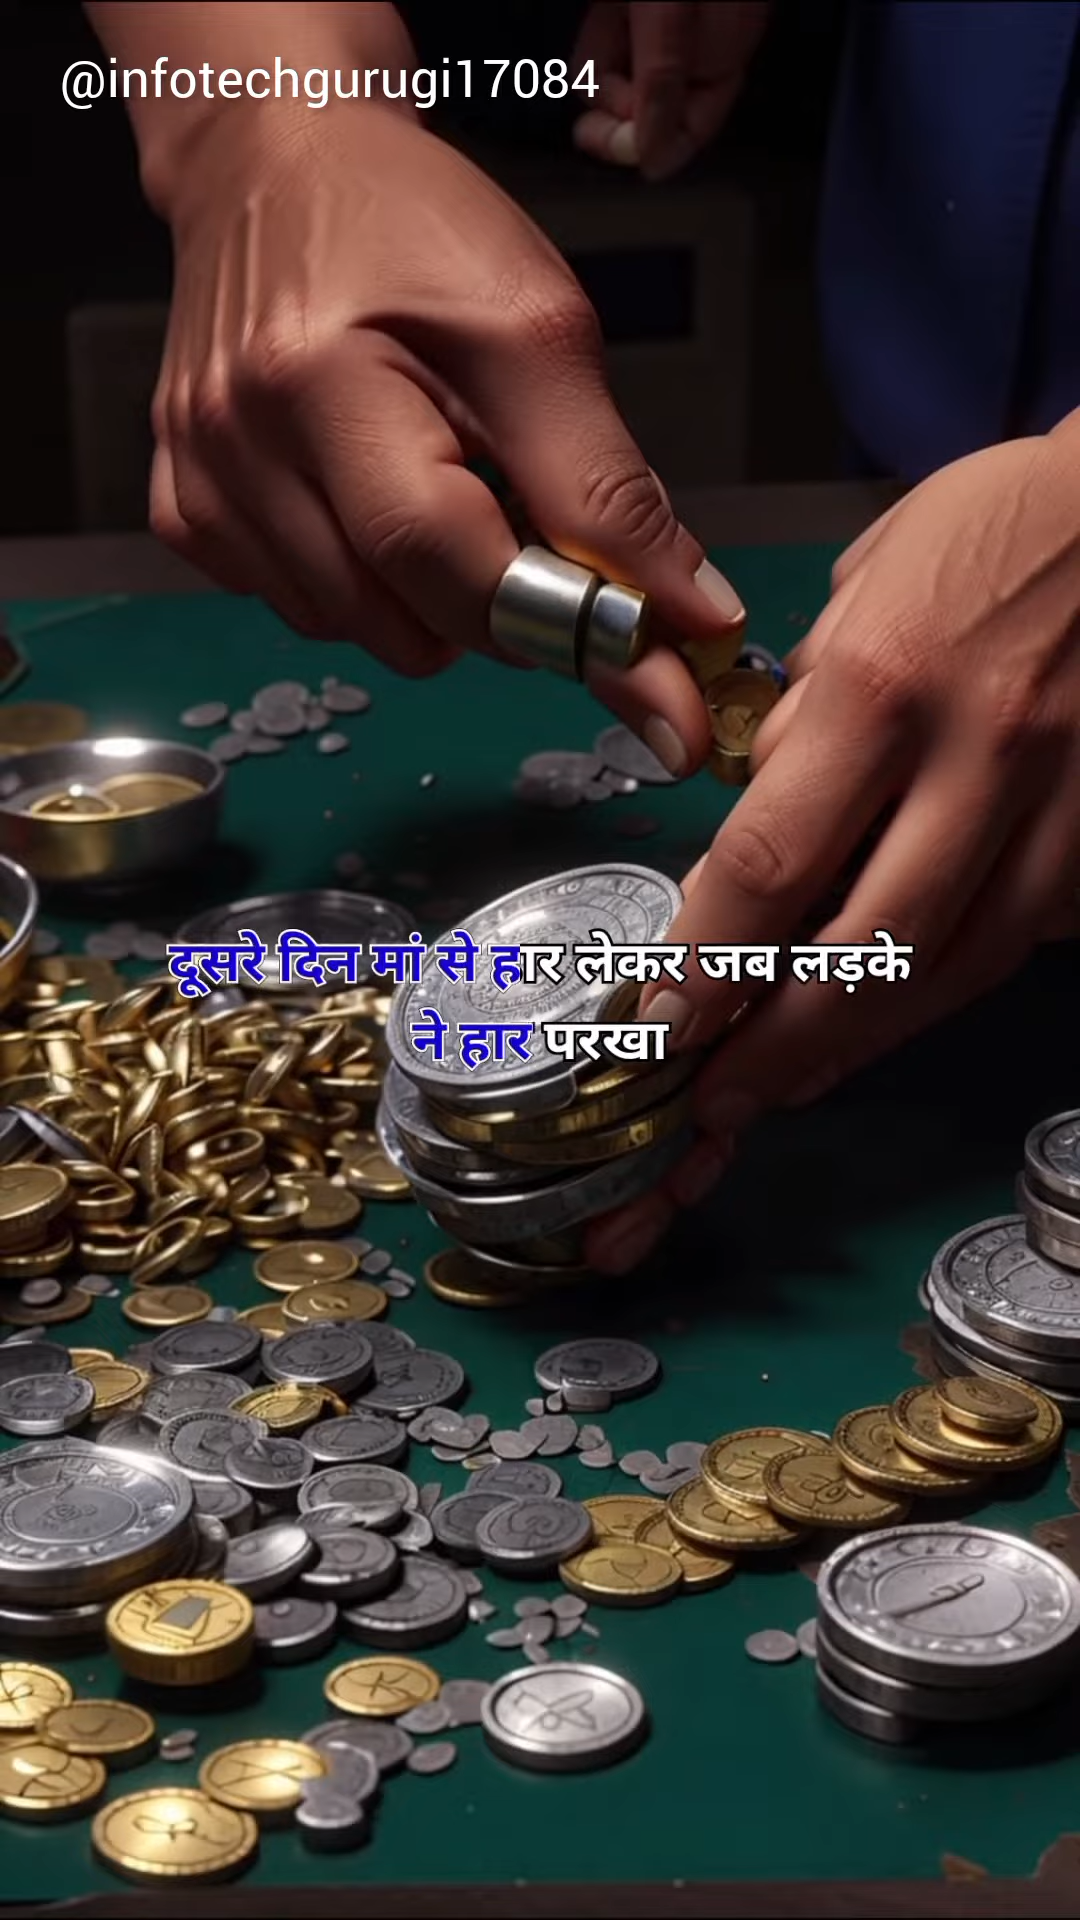 @infotechgurugi17084
दूसरे दिन मां से हार लेकर जब लड़के
ने हार परखा